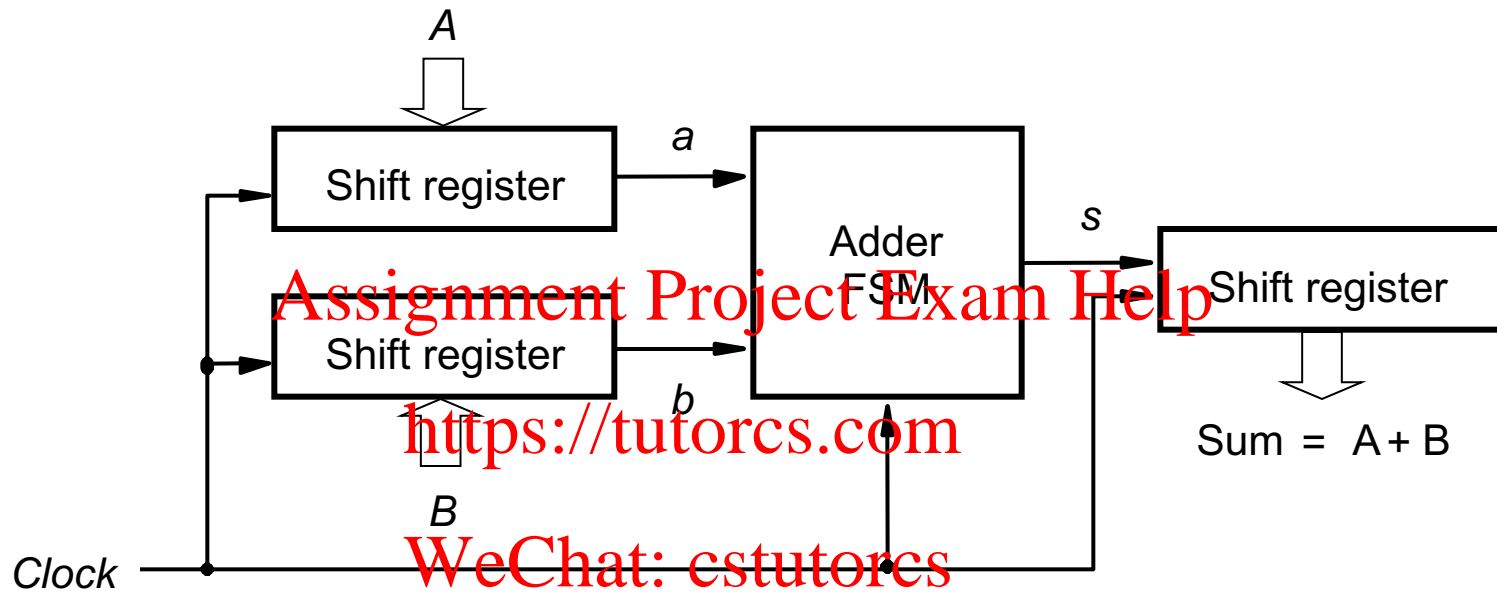 A
Shift register
a
Adder
FSM
s
Shift register
Assignment Project Exam Help
Shift register
b
https://tutorcs.com
Sum = A + B
B
Clock
WeChat: cstutorcs